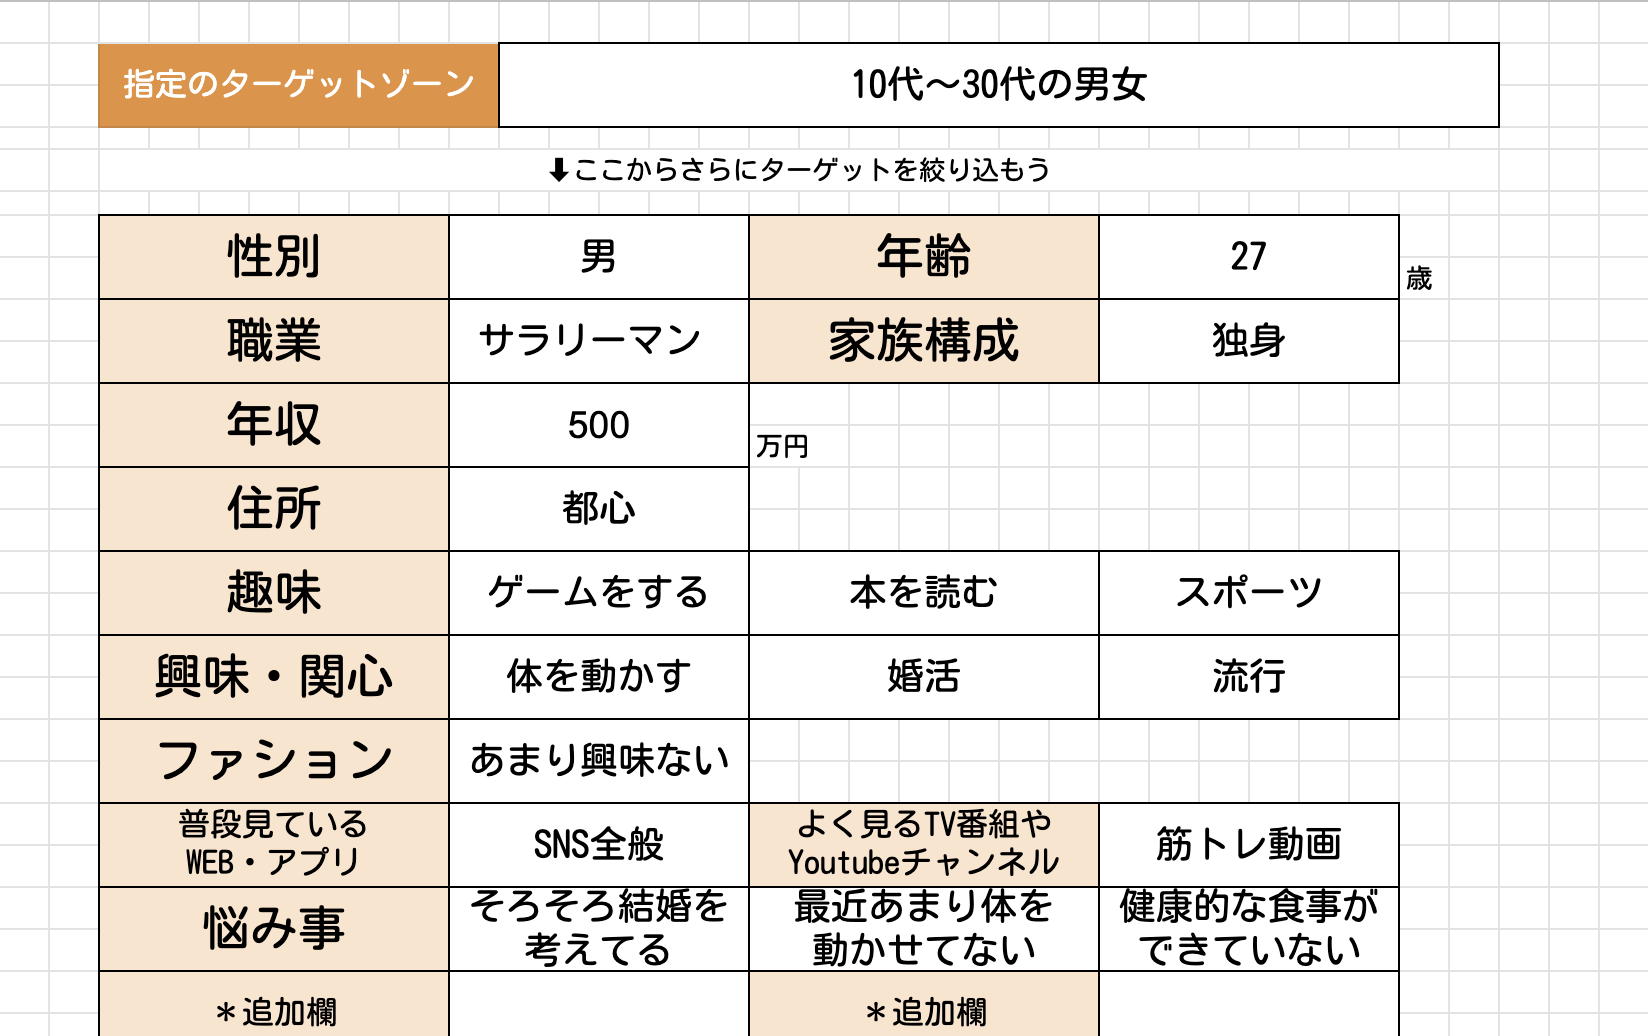 指定のターゲットゾーン 10代〜30代の男女
⬇ここからさらにターゲットを絞り込もう
性別 男 年齢 27 歳
職業 サラリーマン 家族構成 独身
年収 500 万円
住所 都心
趣味 ゲームをする 本を読む スポーツ
興味・関心 体を動かす 婚活 流行
ファション あまり興味ない
普段見ている
WEB・アプリ
SNS全般
よく見るTV番組や
Youtubeチャンネル
筋トレ動画
悩み事
そろそろ結婚を
考えてる
最近あまり体を
動かせてない
健康的な食事が
できていない
＊追加欄 ＊追加欄